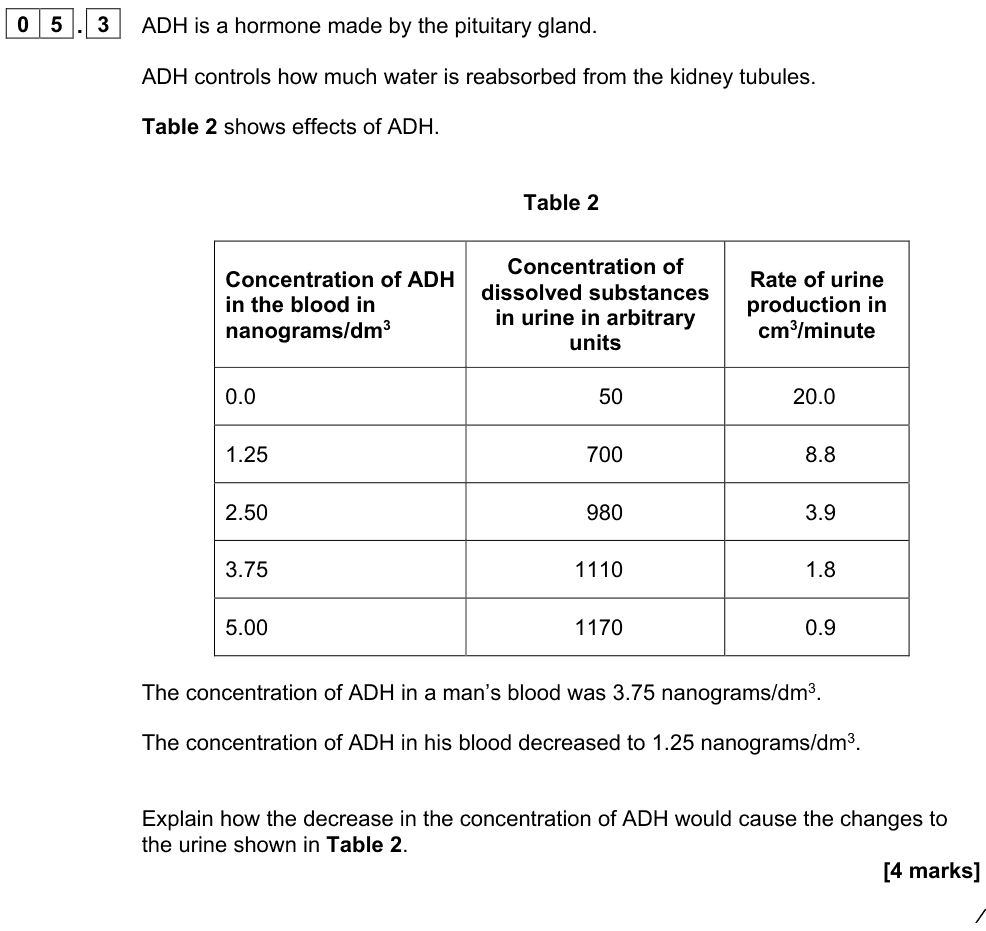 0 5 . 3 ADH is a hormone made by the pituitary gland.
ADH controls how much water is reabsorbed from the kidney tubules.
Table 2 shows effects of ADH.
Table 2
Concentration of ADH in the blood in nanograms/dm³ | Concentration of dissolved substances in urine in arbitrary units | Rate of urine production in cm³/minute
0.0 50 20.0
1.25 700 8.8
2.50 980 3.9
3.75 1110 1.8
5.00 1170 0.9
The concentration of ADH in a man’s blood was 3.75 nanograms/dm³.
The concentration of ADH in his blood decreased to 1.25 nanograms/dm³.
Explain how the decrease in the concentration of ADH would cause the changes to
the urine shown in Table 2.
[4 marks]